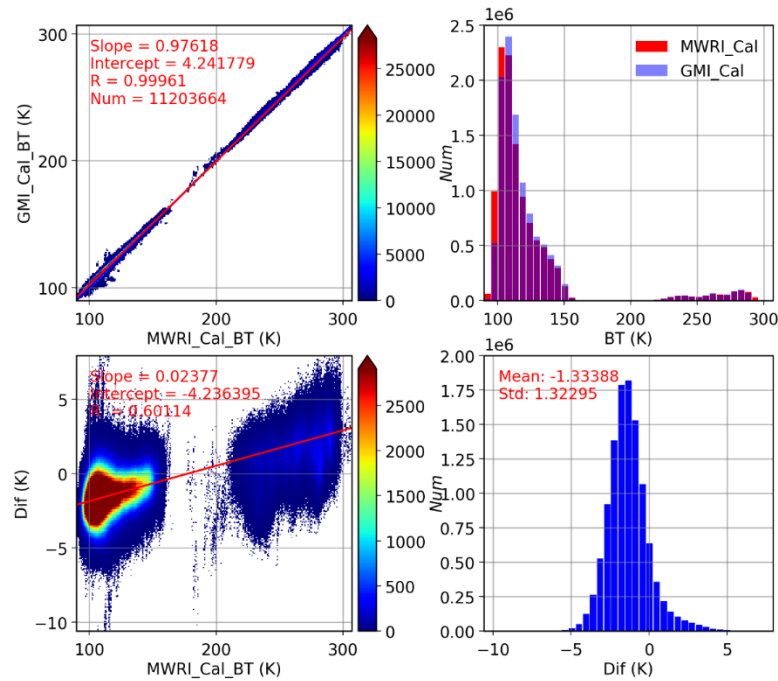 Slope = 0.97618
Intercept = 4.241779
R = 0.99961
Num = 11203664
300
200
100
GMI_Cal_BT (K)
100
200
300
MWRI_Cal_BT (K)
25000
20000
15000
10000
5000
0
1e6
MWRI_Cal
GMI_Cal
2.5
2.0
1.5
1.0
0.5
0.0
Num
100
150
200
250
300
BT (K)
Slope = 0.02377
Intercept = -4.236395
R = 0.60114
5
0
−5
−10
Dif (K)
100
200
300
MWRI_Cal_BT (K)
2500
2000
1500
1000
500
0
1e6
Mean: -1.33388
Std: 1.32295
2.00
1.75
1.50
1.25
1.00
0.75
0.50
0.25
0.00
Num
−10
−5
0
5
Dif (K)